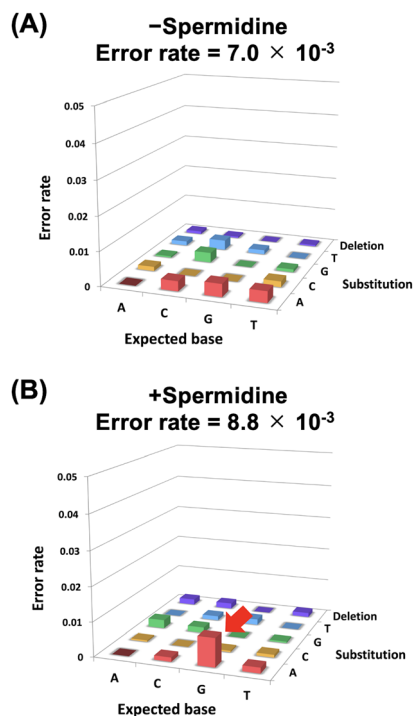 (A)
−Spermidine
Error rate = 7.0 × 10-3
0.05
0.04
0.03
0.02
0.01
0
Error rate
A
C
G
T
Expected base
Deletion
T
G
C
A
Substitution
(B)
+Spermidine
Error rate = 8.8 × 10-3
0.05
0.04
0.03
0.02
0.01
0
Error rate
A
C
G
T
Expected base
Deletion
T
G
C
A
Substitution